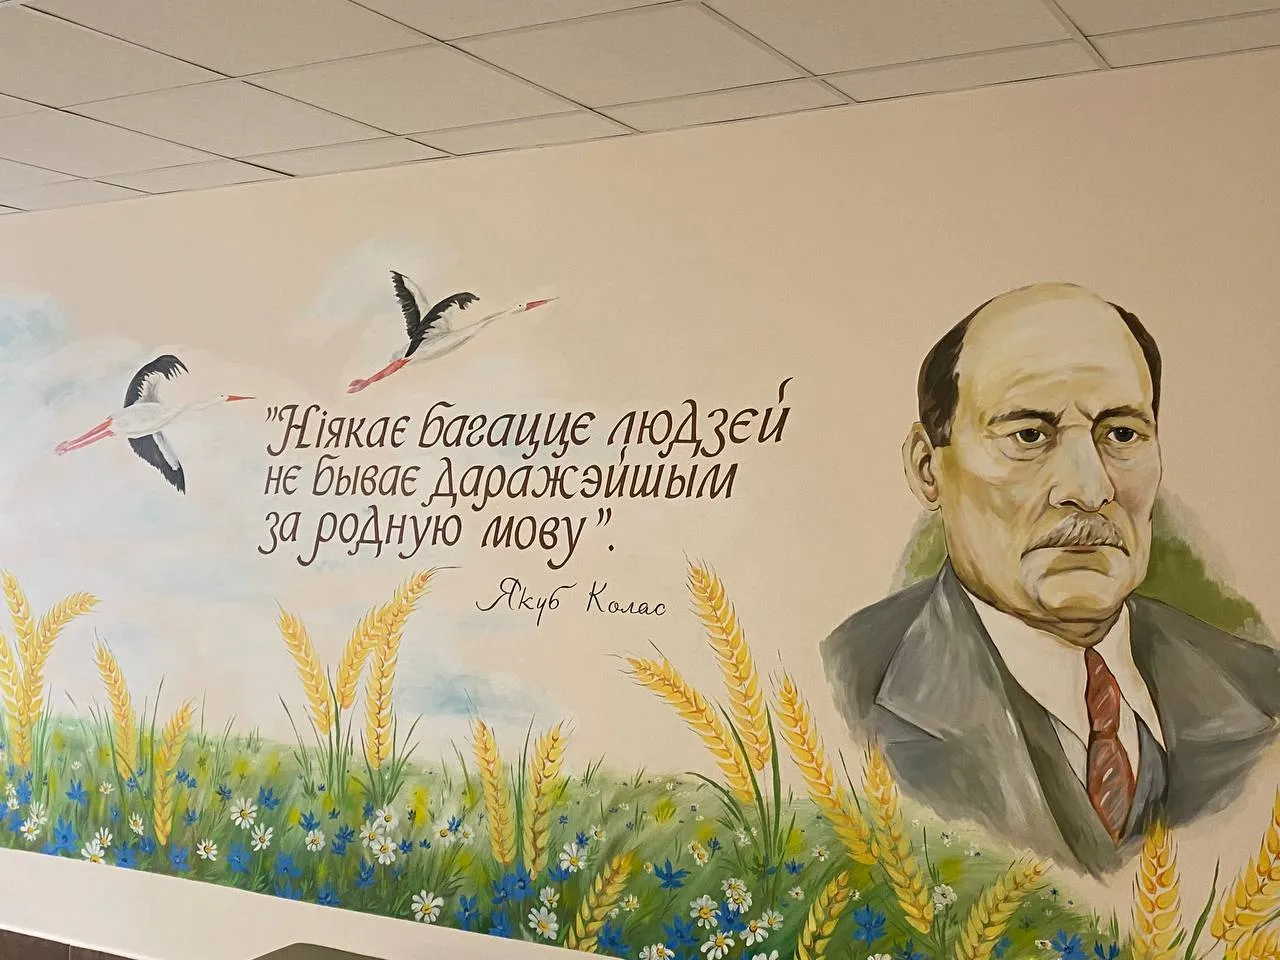 "Ніякае багацце людзей
не бывае даражэйшым
за родную мову".
Якуб Колас